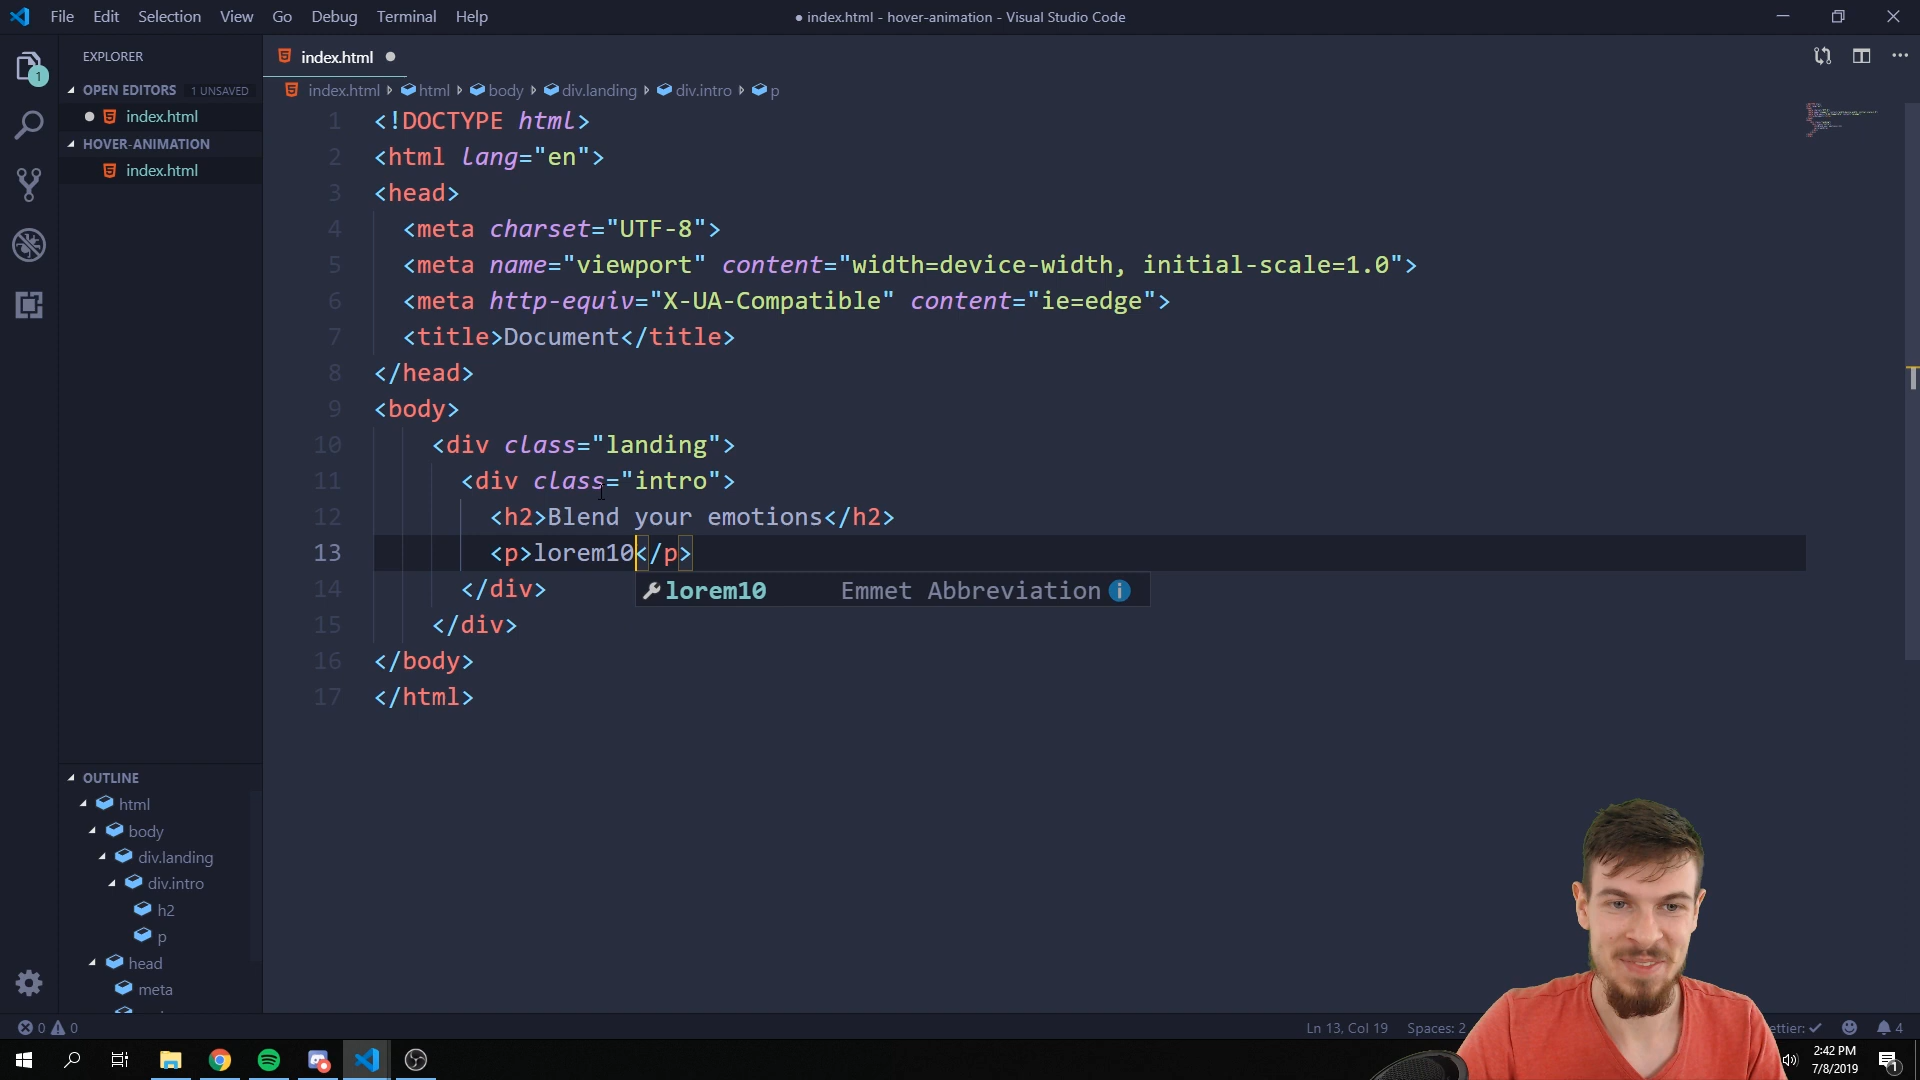 File Edit Selection View Go Debug Terminal Help
● index.html - hover-animation - Visual Studio Code
EXPLORER
OPEN EDITORS 1 UNSAVED
index.html
HOVER-ANIMATION
index.html
1
index.html
index.html html body div.landing div.intro p
1 <!DOCTYPE html>
2 <html lang="en">
3 <head>
4 <meta charset="UTF-8">
5 <meta name="viewport" content="width=device-width, initial-scale=1.0">
6 <meta http-equiv="X-UA-Compatible" content="ie=edge">
7 <title>Document</title>
8 </head>
9 <body>
10 <div class="landing">
11 <div class="intro">
12 <h2>Blend your emotions</h2>
13 <p>lorem10</p>
14 </div>
lorem10 Emmet Abbreviation
15 </div>
16 </body>
17 </html>
OUTLINE
html
body
div.landing
div.intro
h2
p
head
meta
0 0
Ln 13, Col 19 Spaces: 2 ettier: ✓ 4
2:42 PM
7/8/2019
1